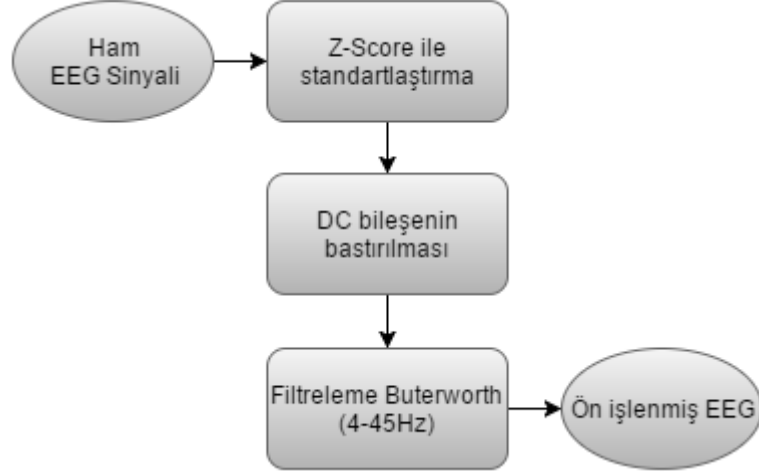 Ham
EEG Sinyali
Z-Score ile
standartlaştırma
DC bileşenin
bastırılması
Filtreleme Buterworth
(4-45Hz)
Ön işlenmiş EEG